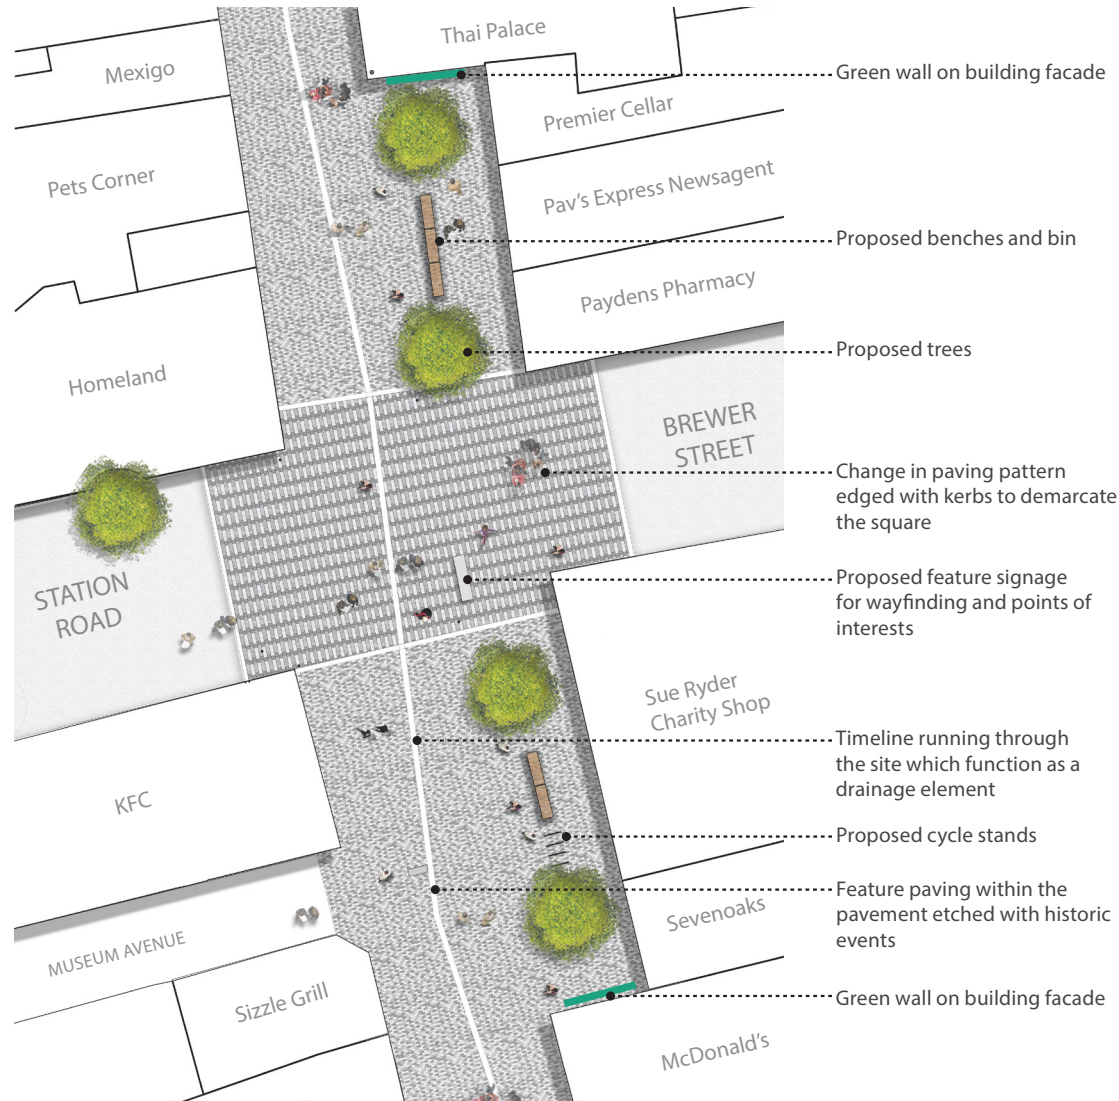 Thai Palace
Mexigo
Green wall on building facade
Premier Cellar
Pets Corner
Pav's Express Newsagent
Proposed benches and bin
Paydens Pharmacy
Proposed trees
Homeland
BREWER
STREET
Change in paving pattern
edged with kerbs to demarcate
the square
STATION
ROAD
Proposed feature signage
for wayfinding and points of
interests
Sue Ryder
Charity Shop
Timeline running through
the site which function as a
drainage element
KFC
Proposed cycle stands
Feature paving within the
pavement etched with historic
events
Sevenoaks
MUSEUM AVENUE
Sizzle Grill
Green wall on building facade
McDonald's